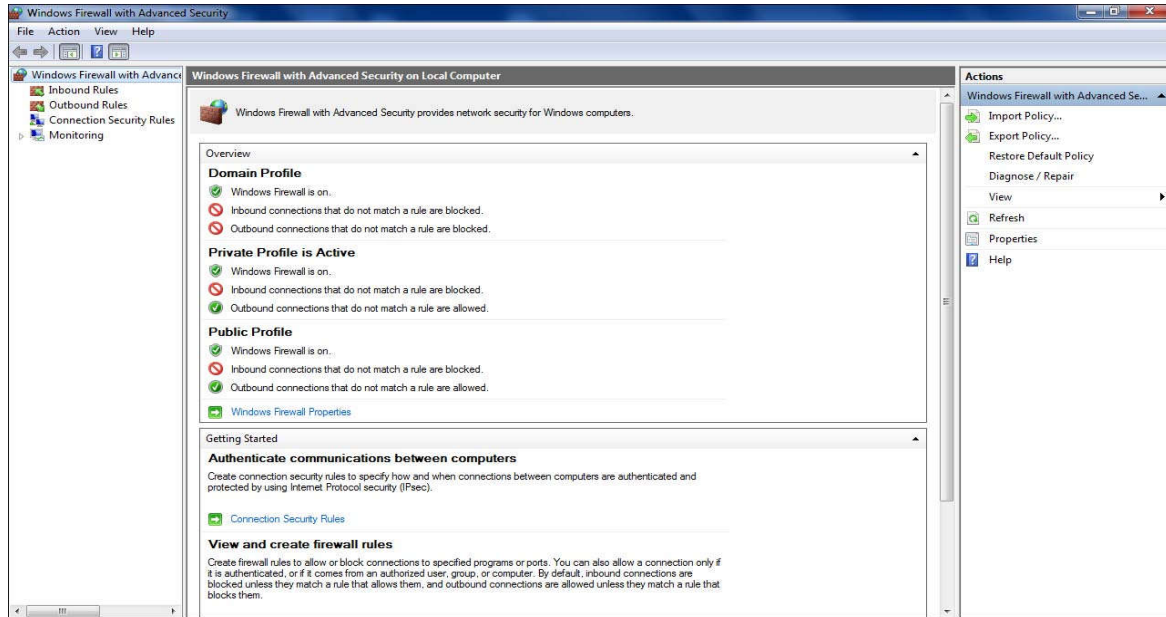 Windows Firewall with Advanced Security
File Action View Help
Windows Firewall with Advance
Inbound Rules
Outbound Rules
Connection Security Rules
Monitoring
Windows Firewall with Advanced Security on Local Computer
Windows Firewall with Advanced Security provides network security for Windows computers.
Overview
Domain Profile
Windows Firewall is on.
Inbound connections that do not match a rule are blocked.
Outbound connections that do not match a rule are blocked.
Private Profile is Active
Windows Firewall is on.
Inbound connections that do not match a rule are blocked.
Outbound connections that do not match a rule are allowed.
Public Profile
Windows Firewall is on.
Inbound connections that do not match a rule are blocked.
Outbound connections that do not match a rule are allowed.
Windows Firewall Properties
Getting Started
Authenticate communications between computers
Create connection security rules to specify how and when connections between computers are authenticated and
protected by using Internet Protocol security (IPsec).
Connection Security Rules
View and create firewall rules
Create firewall rules to allow or block connections to specified programs or ports. You can also allow a connection only if
it is authenticated, or if it comes from an authorized user, group, or computer. By default, inbound connections are
blocked unless they match a rule that allows them, and outbound connections are allowed unless they match a rule that
blocks them.
Actions
Windows Firewall with Advanced Se...
Import Policy...
Export Policy...
Restore Default Policy
Diagnose / Repair
View
Refresh
Properties
Help